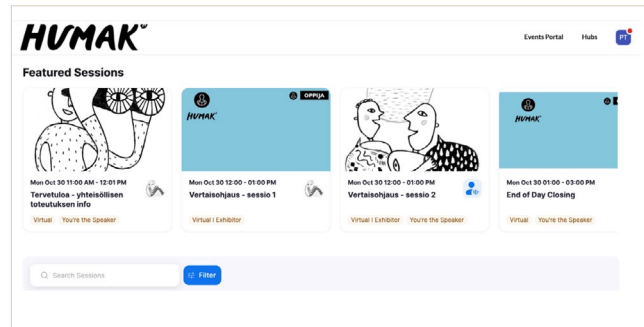 HUMAK
Events Portal
Hubs
PT
Featured Sessions
HUMAK
OPPIJA
HUMAK
Mon Oct 30 11:00 AM - 12:01 PM
Tervetuloa - yhteisöllisen
toteutuksen info
Virtual
You're the Speaker
Mon Oct 30 12:00 - 01:00 PM
Vertaisohjaus - sessio 1
Virtual I Exhibitor
Mon Oct 30 12:00 - 01:00 PM
Vertaisohjaus - sessio 2
Virtual I Exhibitor
You're the Speaker
Mon Oct 30 01:00 - 03:00 PM
End of Day Closing
Virtual
You're the Speaker
Search Sessions
Filter